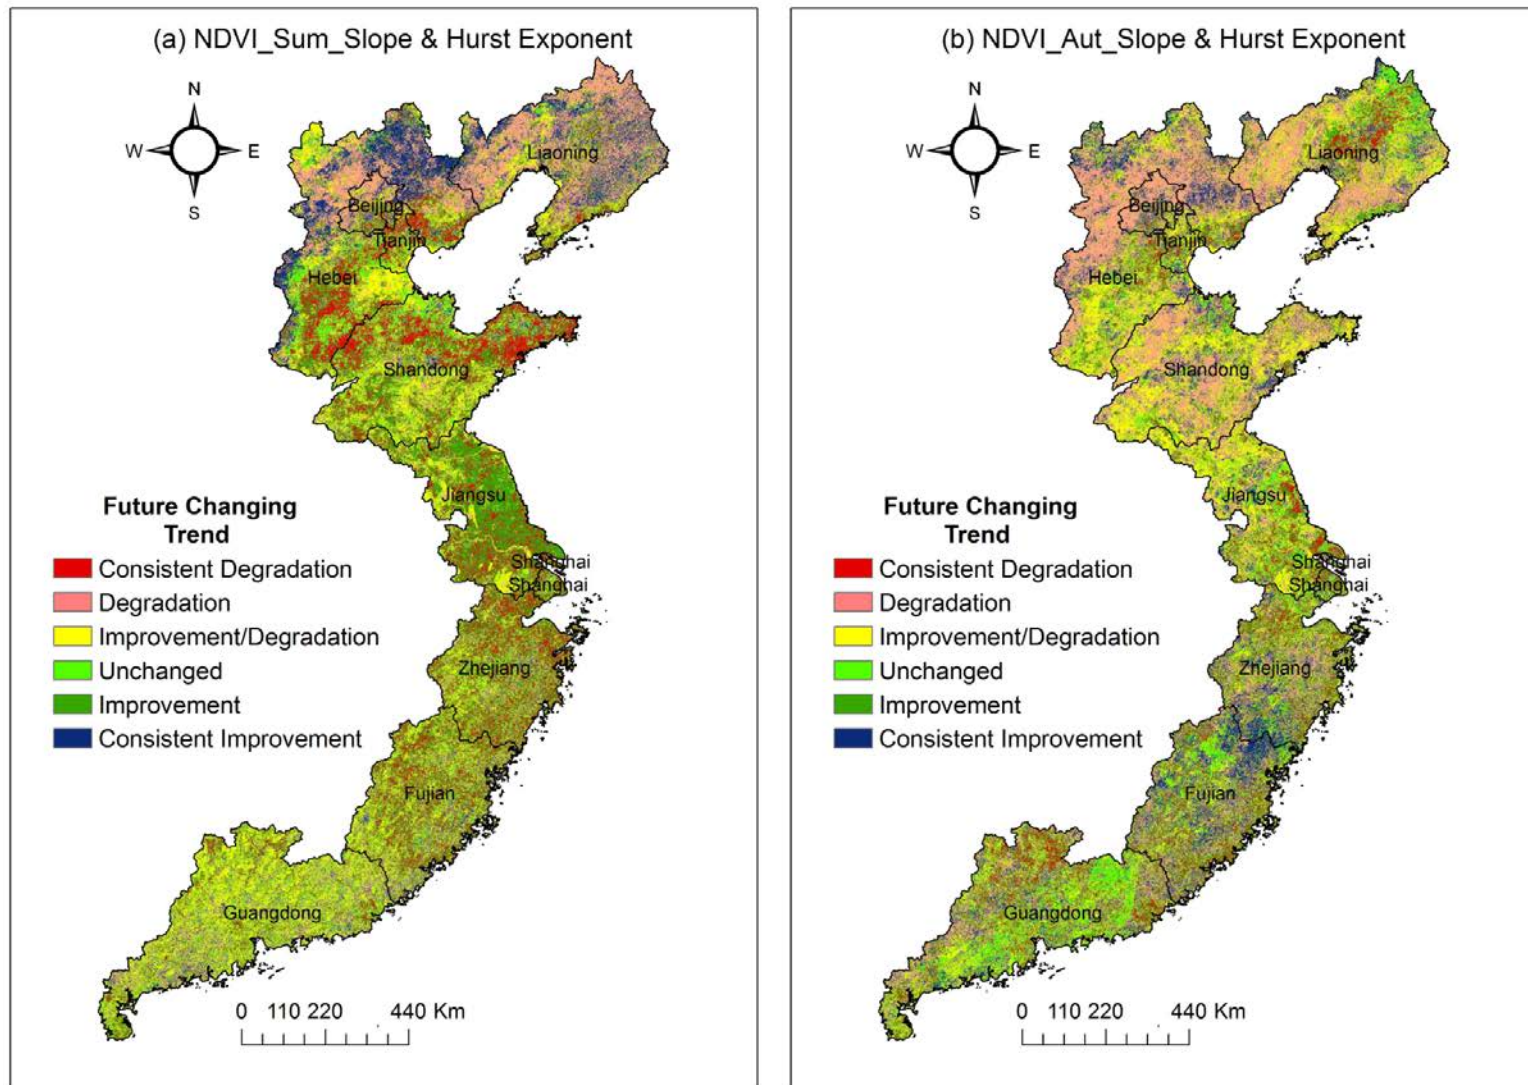 (a) NDVI_Sum_Slope & Hurst Exponent
N
W
E
S
Liaoning
Beijing
Tianjin
Hebei
Shandong
Jiangsu
Shanghai
Shanghai
Zhejiang
Fujian
Guangdong
Future Changing
Trend
Consistent Degradation
Degradation
Improvement/Degradation
Unchanged
Improvement
Consistent Improvement
0 110 220 440 Km
(b) NDVI_Aut_Slope & Hurst Exponent
N
W
E
S
Liaoning
Beijing
Tianjin
Hebei
Shandong
Jiangsu
Shanghai
Shanghai
Zhejiang
Fujian
Guangdong
Future Changing
Trend
Consistent Degradation
Degradation
Improvement/Degradation
Unchanged
Improvement
Consistent Improvement
0 110 220 440 Km